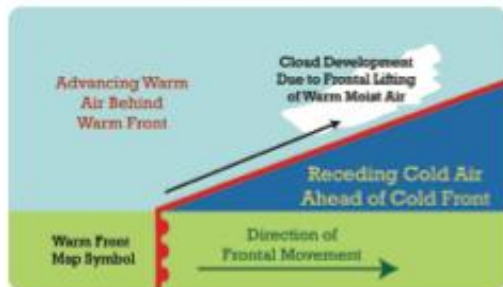 Cloud Development
Due to Frontal Lifting
of Warm Moist Air
Advancing Warm
Air Behind
Warm Front
Receding Cold Air
Ahead of Cold Front
Warm Front
Map Symbol
Direction of
Frontal Movement